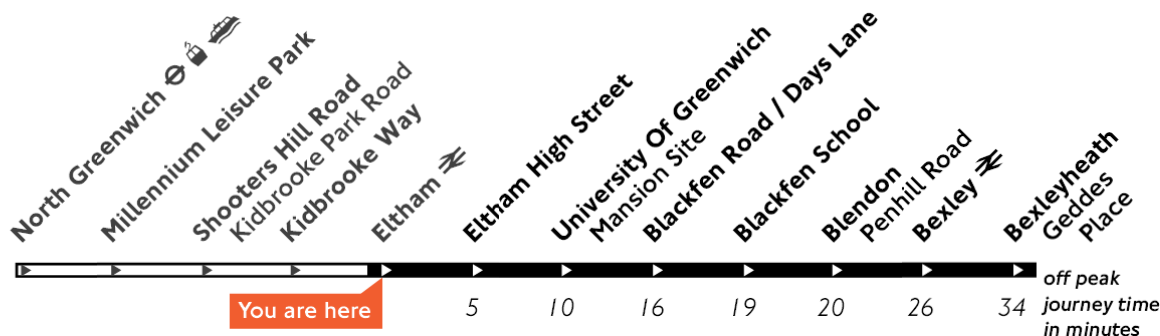 North Greenwich
Millennium Leisure Park
Shooters Hill Road
Kidbrooke Park Road
Kidbrooke Way
Eltham
Eltham High Street
University Of Greenwich
Mansion Site
Blackfen Road / Days Lane
Blackfen School
Blendon
Penhill Road
Bexley
Bexleyheath
Geddes
Place
You are here
5 10 16 19 20 26 34
off peak
journey time
in minutes